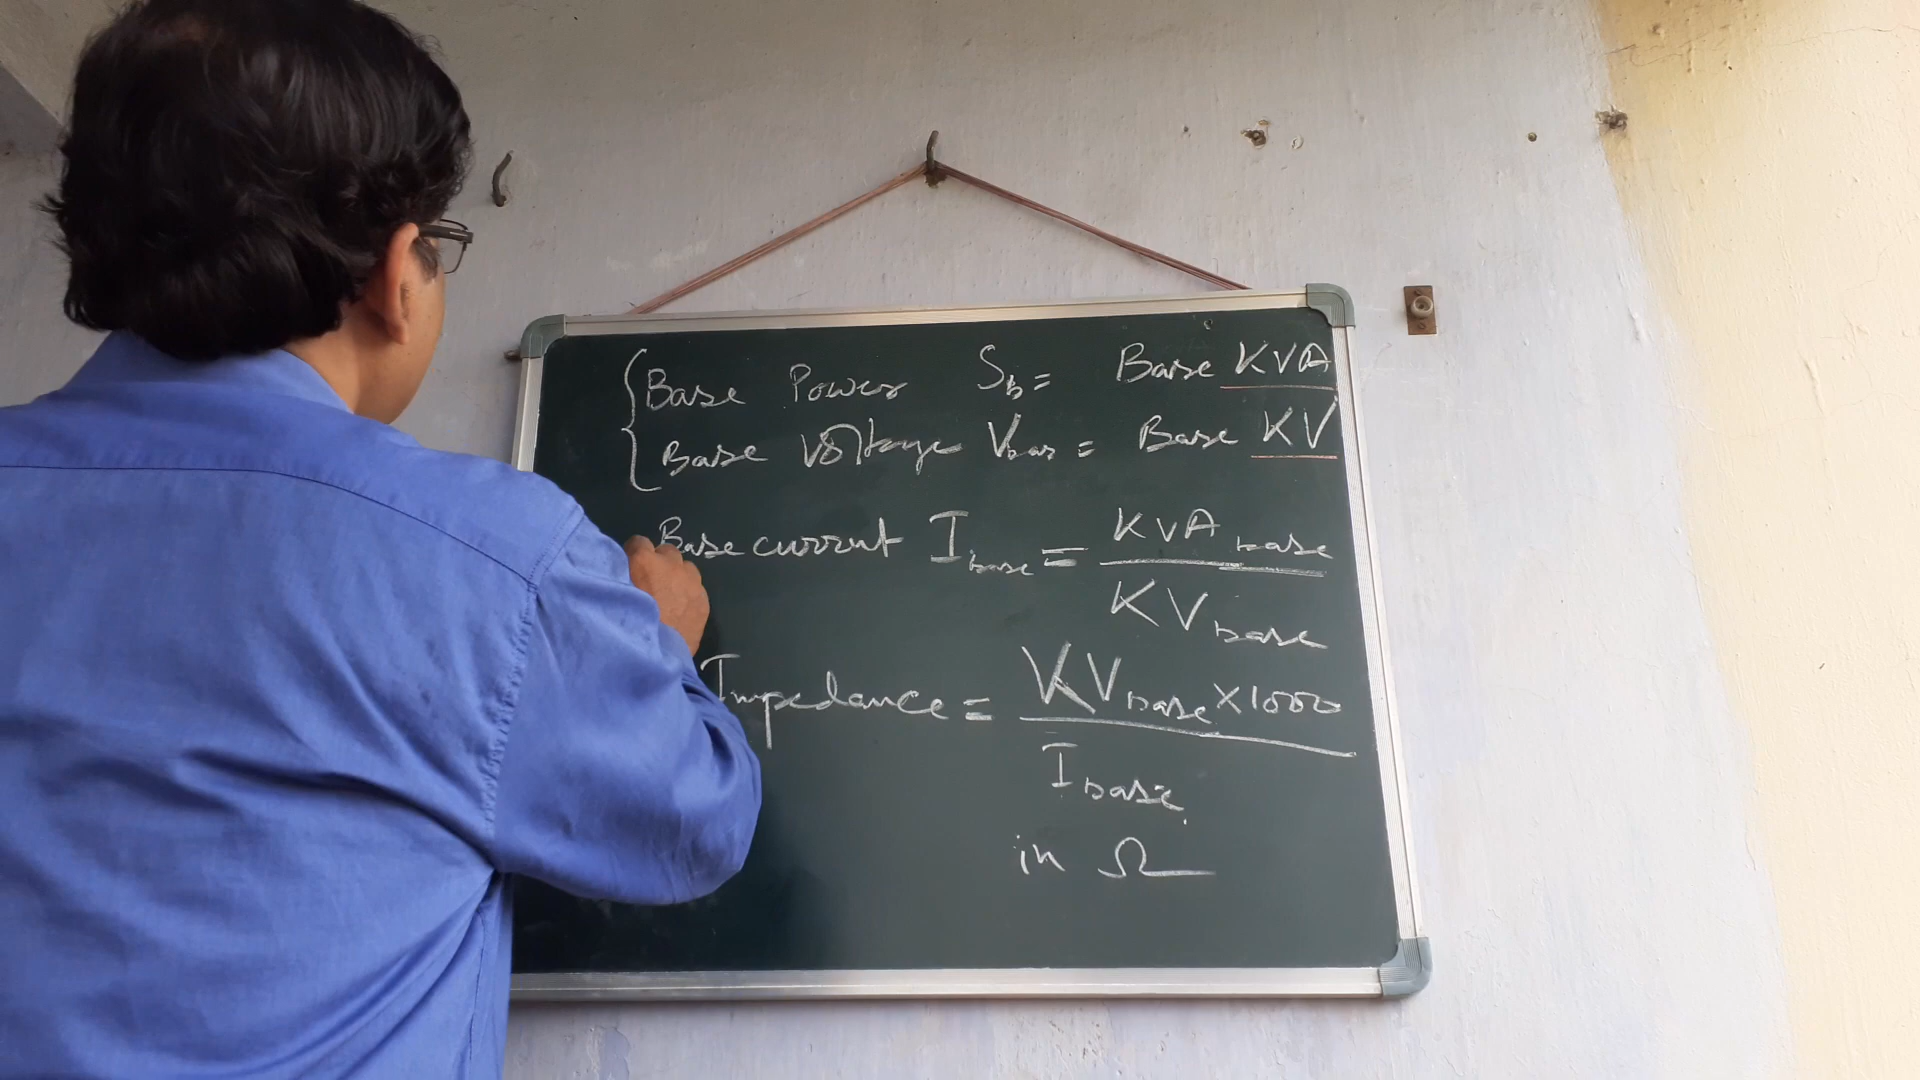 Base Power S_b = Base KVA
Base Voltage V_bas = Base KV
Base current I_base = KVA_base
KV_base
Impedance = KV_base × 1000
I_base
in Ω